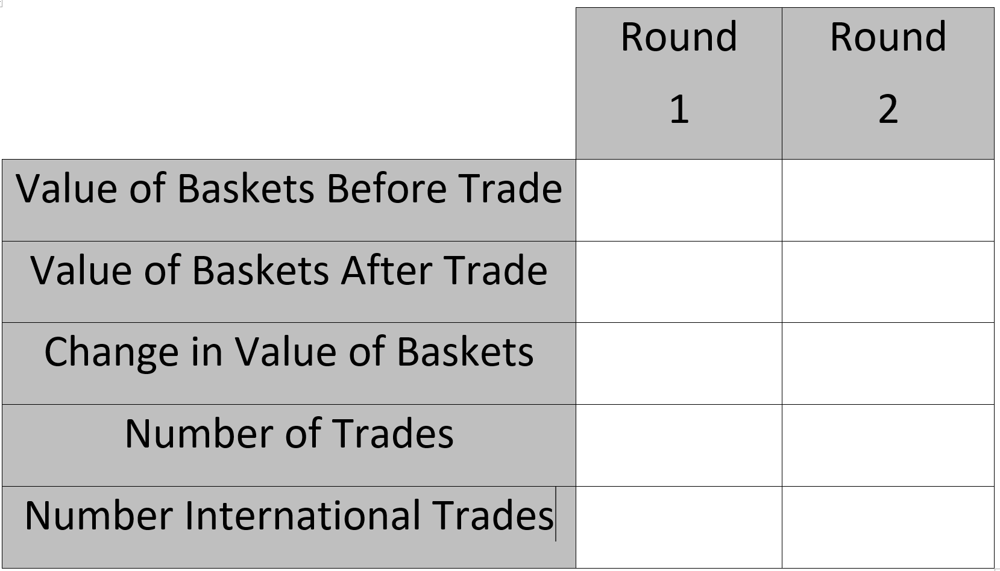 Round
1
Round
2
Value of Baskets Before Trade
Value of Baskets After Trade
Change in Value of Baskets
Number of Trades
Number International Trades